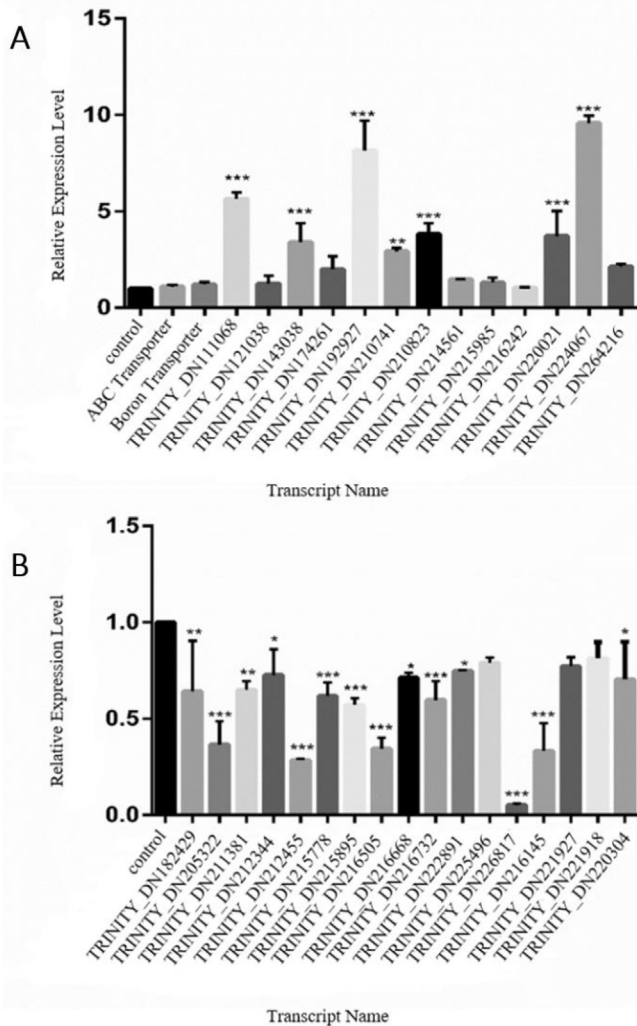 A
Relative Expression Level
15
10
5
0
***
***
***
**
***
***
***
control
ABC Transporter
Boron Transporter
TRINITY_DN111068
TRINITY_DN121038
TRINITY_DN143038
TRINITY_DN174261
TRINITY_DN192927
TRINITY_DN210741
TRINITY_DN210823
TRINITY_DN214561
TRINITY_DN215985
TRINITY_DN216242
TRINITY_DN220021
TRINITY_DN224067
TRINITY_DN264216
Transcript Name
B
Relative Expression Level
1.5
1.0
0.5
0.0
**
***
**
*
***
***
***
***
*
***
*
***
***
*
control
TRINITY_DN182429
TRINITY_DN205322
TRINITY_DN211381
TRINITY_DN212344
TRINITY_DN212455
TRINITY_DN215778
TRINITY_DN215895
TRINITY_DN216505
TRINITY_DN216668
TRINITY_DN216732
TRINITY_DN222891
TRINITY_DN225496
TRINITY_DN226817
TRINITY_DN216145
TRINITY_DN221927
TRINITY_DN221918
TRINITY_DN220304
Transcript Name